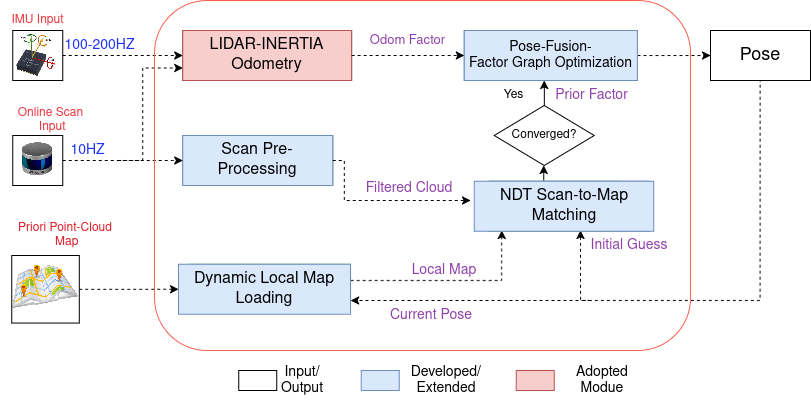 IMU Input
100-200HZ
LIDAR-INERTIA
Odometry
Odom Factor
Pose-Fusion-
Factor Graph Optimization
Pose
Yes
Prior Factor
Online Scan
Input
10HZ
Converged?
Scan Pre-
Processing
Filtered Cloud
NDT Scan-to-Map
Matching
Priori Point-Cloud
Map
Initial Guess
Dynamic Local Map
Loading
Local Map
Current Pose
Input/
Output
Developed/
Extended
Adopted
Modue